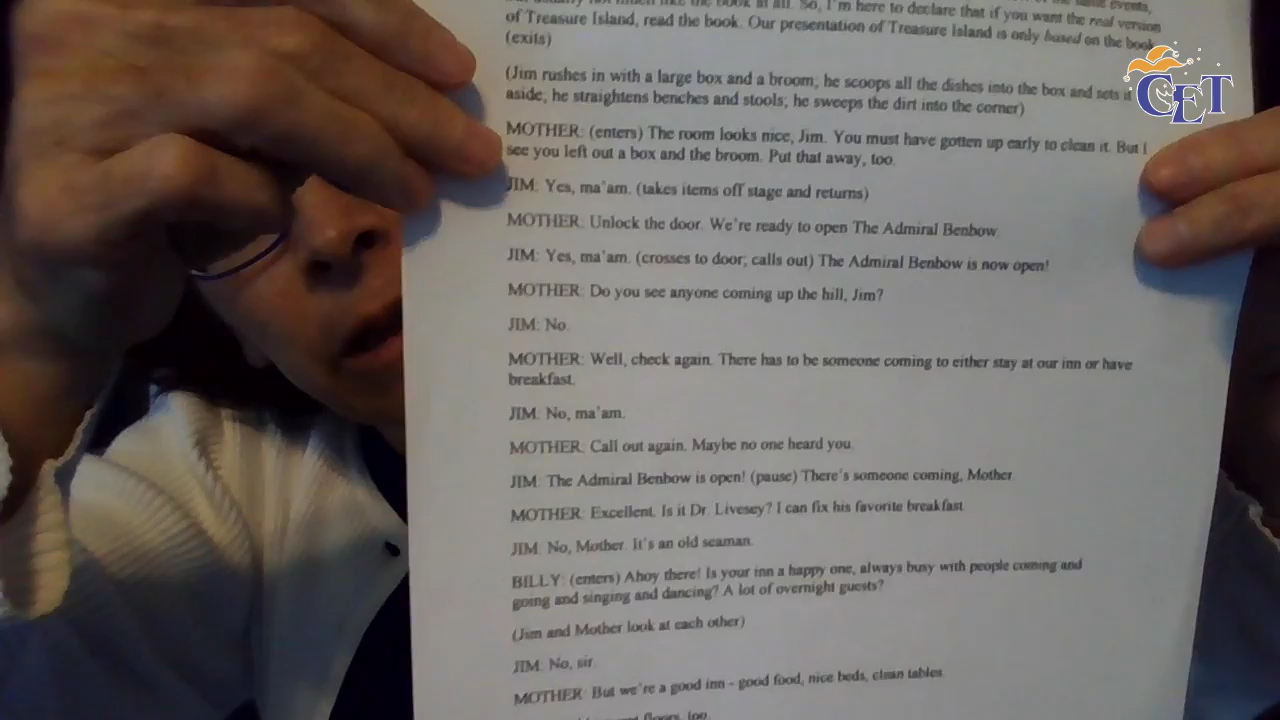 of Treasure Island, read the book. Our presentation of Treasure Island is only based on the book.
(exits)
(Jim rushes in with a large box and a broom; he scoops all the dishes into the box and sets it
aside; he straightens benches and stools; he sweeps the dirt into the corner)
MOTHER: (enters) The room looks nice, Jim. You must have gotten up early to clean it. But I
see you left out a box and the broom. Put that away, too.
JIM: Yes, ma'am. (takes items off stage and returns)
MOTHER: Unlock the door. We're ready to open The Admiral Benbow.
JIM: Yes, ma'am. (crosses to door; calls out) The Admiral Benbow is now open!
MOTHER: Do you see anyone coming up the hill, Jim?
JIM: No.
MOTHER: Well, check again. There has to be someone coming to either stay at our inn or have
breakfast.
JIM: No, ma'am.
MOTHER: Call out again. Maybe no one heard you.
JIM: The Admiral Benbow is open! (pause) There's someone coming, Mother.
MOTHER: Excellent. Is it Dr. Livesey? I can fix his favorite breakfast.
JIM: No, Mother. It's an old seaman.
BILLY: (enters) Ahoy there! Is your inn a happy one, always busy with people coming and
going and singing and dancing? A lot of overnight guests?
(Jim and Mother look at each other)
JIM: No, sir.
MOTHER: But we're a good inn - good food, nice beds, clean tables.
floors, too.
CET